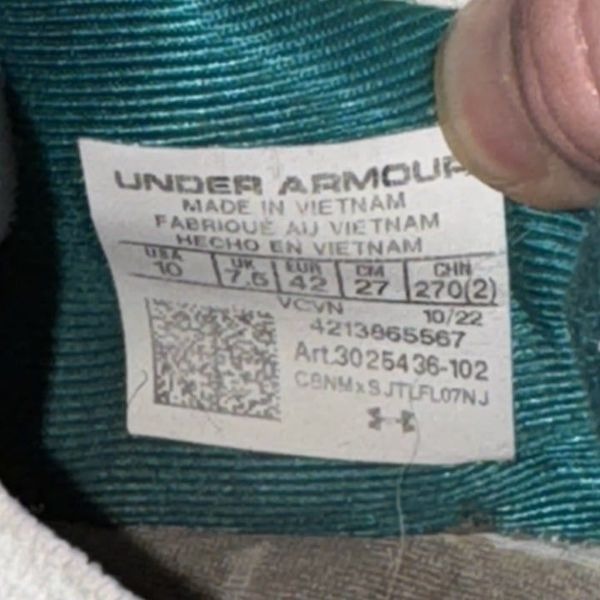 UNDER ARMOUR
MADE IN VIETNAM
FABRIQUÉ AU VIETNAM
HECHO EN VIETNAM
USA UK EUR CM CHN
10 7.5 42 27 270(2)
VCVN 10/22
4213865567
Art.3025436-102
CBNMxSJTLFL07NJ